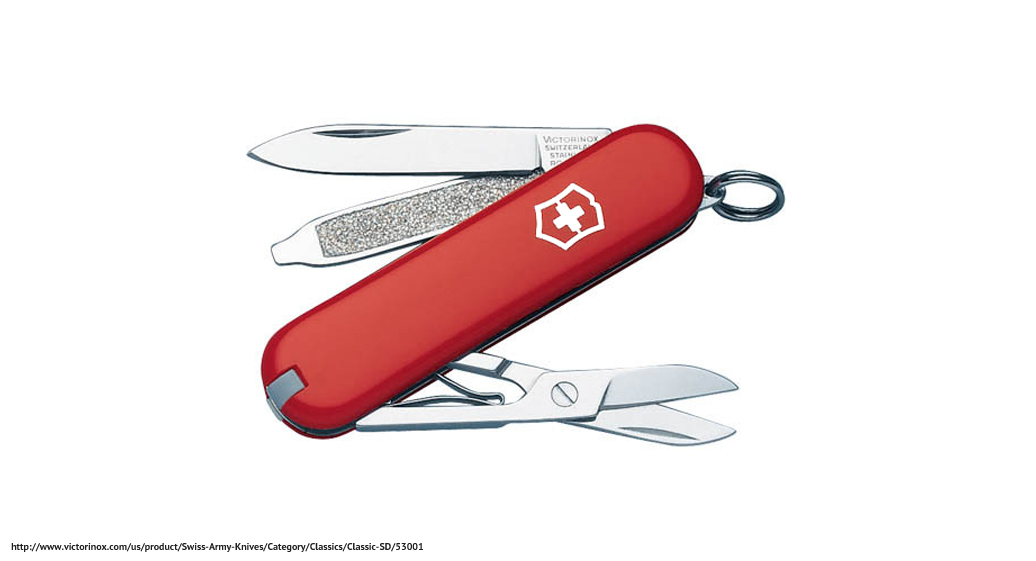 VICTORINOX
SWITZERLA
STAIN
http://www.victorinox.com/us/product/Swiss-Army-Knives/Category/Classics/Classic-SD/53001